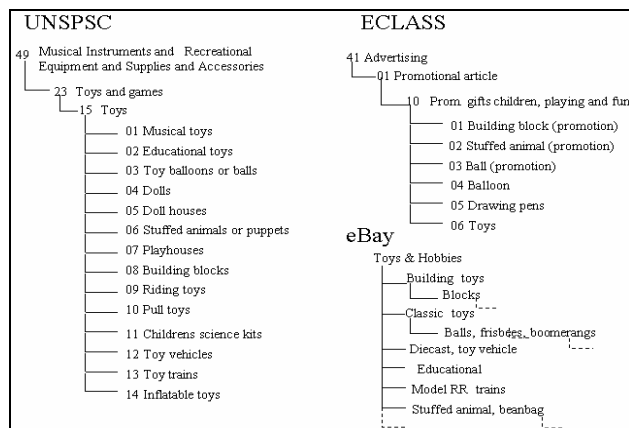 UNSPSC
49 Musical Instruments and Recreational
Equipment and Supplies and Accessories
23 Toys and games
15 Toys
01 Musical toys
02 Educational toys
03 Toy balloons or balls
04 Dolls
05 Doll houses
06 Stuffed animals or puppets
07 Playhouses
08 Building blocks
09 Riding toys
10 Pull toys
11 Childrens science kits
12 Toy vehicles
13 Toy trains
14 Inflatable toys
ECLASS
41 Advertising
01 Promotional article
10 Prom. gifts children, playing and fun
01 Building block (promotion)
02 Stuffed animal (promotion)
03 Ball (promotion)
04 Balloon
05 Drawing pens
06 Toys
eBay
Toys & Hobbies
Building toys
Blocks
Classic toys
Balls, frisbees, boomerangs
Diecast, toy vehicle
Educational
Model RR trains
Stuffed animal, beanbag